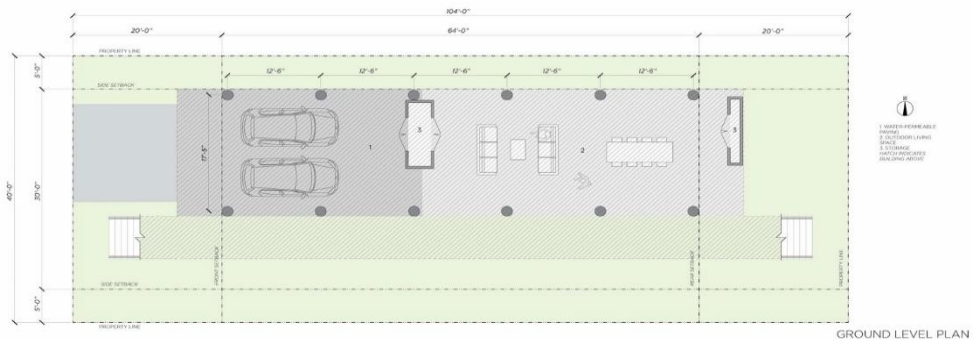 104'-0"
20'-0"
64'-0"
20'-0"
PROPERTY LINE
5'-0"
12'-6"
12'-6"
12'-6"
12'-6"
12'-6"
SIDE SETBACK
N
3
3
1. WATER-PERMEABLE
PAVING
2. OUTDOOR LIVING
SPACE
3. STORAGE
HATCH INDICATES
BUILDING ABOVE
1
2
17'-5"
40'-0"
30'-0"
FRONT SETBACK
REAR SETBACK
PROPERTY LINE
SIDE SETBACK
5'-0"
PROPERTY LINE
GROUND LEVEL PLAN